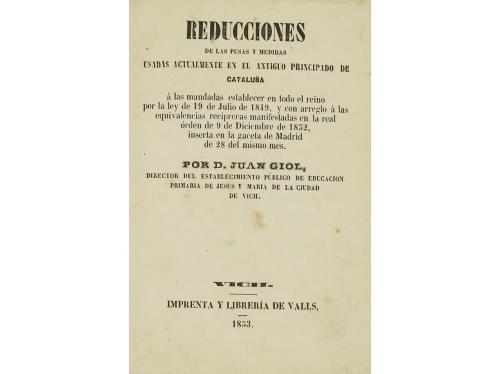 REDUCCIONES
DE LAS PESAS Y MEDIDAS
USADAS ACTUALMENTE EN EL ANTIGUO PRINCIPADO DE
CATALUÑA
á las mandadas establecer en todo el reino
por la ley de 19 de Julio de 1849, y con arreglo á las
equivalencias reciprocas manifestadas en la real
órden de 9 de Diciembre de 1852,
inserta en la gaceta de Madrid
de 28 del mismo mes.
POR D. JUAN GIOL,
DIRECTOR DEL ESTABLECIMIENTO PÚBLICO DE EDUCACION
PRIMARIA DE JESUS Y MARIA DE LA CIUDAD
DE VICH.
VICH.
IMPRENTA Y LIBRERÍA DE VALLS,
1853.